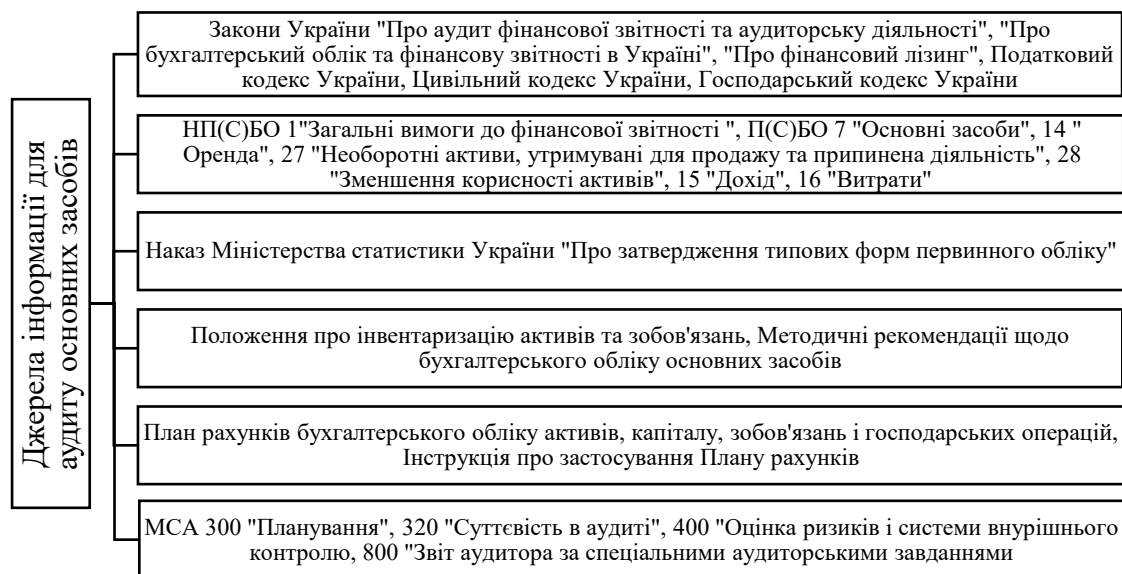 Джерела інформації для
аудиту основних засобів
Закони України "Про аудит фінансової звітності та аудиторську діяльності", "Про
бухгалтерський облік та фінансову звітності в Україні", "Про фінансовий лізинг", Податковий
кодекс України, Цивільний кодекс України, Господарський кодекс України
НП(С)БО 1"Загальні вимоги до фінансової звітності ", П(С)БО 7 "Основні засоби", 14 "
Оренда", 27 "Необоротні активи, утримувані для продажу та припинена діяльність", 28
"Зменшення корисності активів", 15 "Дохід", 16 "Витрати"
Наказ Міністерства статистики України "Про затвердження типових форм первинного обліку"
Положення про інвентаризацію активів та зобов'язань, Методичні рекомендації щодо
бухгалтерського обліку основних засобів
План рахунків бухгалтерського обліку активів, капіталу, зобов'язань і господарських операцій,
Інструкція про застосування Плану рахунків
МСА 300 "Планування", 320 "Суттєвість в аудиті", 400 "Оцінка ризиків і системи внурішнього
контролю, 800 "Звіт аудитора за спеціальними аудиторськими завданнями